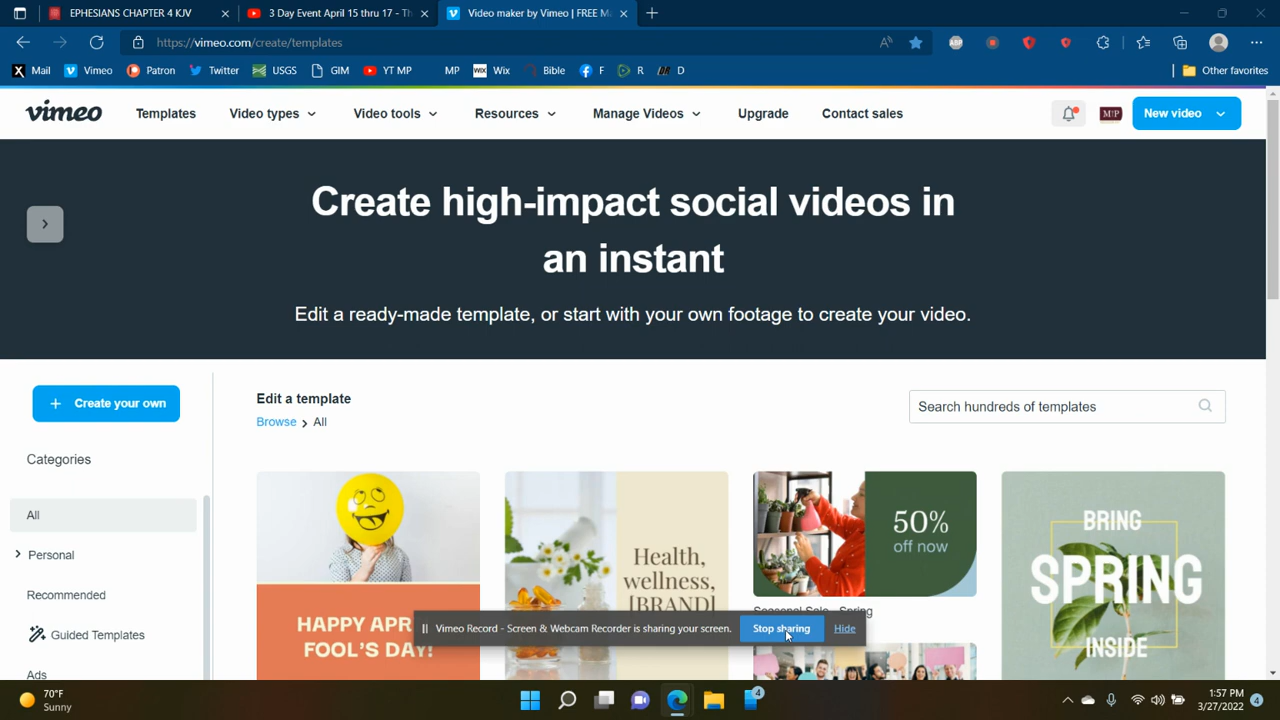 EPHESIANS CHAPTER 4 KJV
3 Day Event April 15 thru 17 - Th
Video maker by Vimeo | FREE M
https://vimeo.com/create/templates
Mail Vimeo Patron Twitter USGS GIM YT MP MP Wix Bible F R D Other favorites
vimeo Templates Video types Video tools Resources Manage Videos Upgrade Contact sales M!P New video
Create high-impact social videos in
an instant
Edit a ready-made template, or start with your own footage to create your video.
Create your own
Edit a template
Browse > All
Search hundreds of templates
Categories
All
Personal
Recommended
Guided Templates
Ads
HAPPY APR
FOOL'S DAY!
Health,
wellness,
[BRAND]
50%
off now
Seasonal Sale - Spring
BRING
SPRING
INSIDE
Vimeo Record - Screen & Webcam Recorder is sharing your screen. Stop sharing Hide
70°F
Sunny
4
1:57 PM
3/27/2022
4